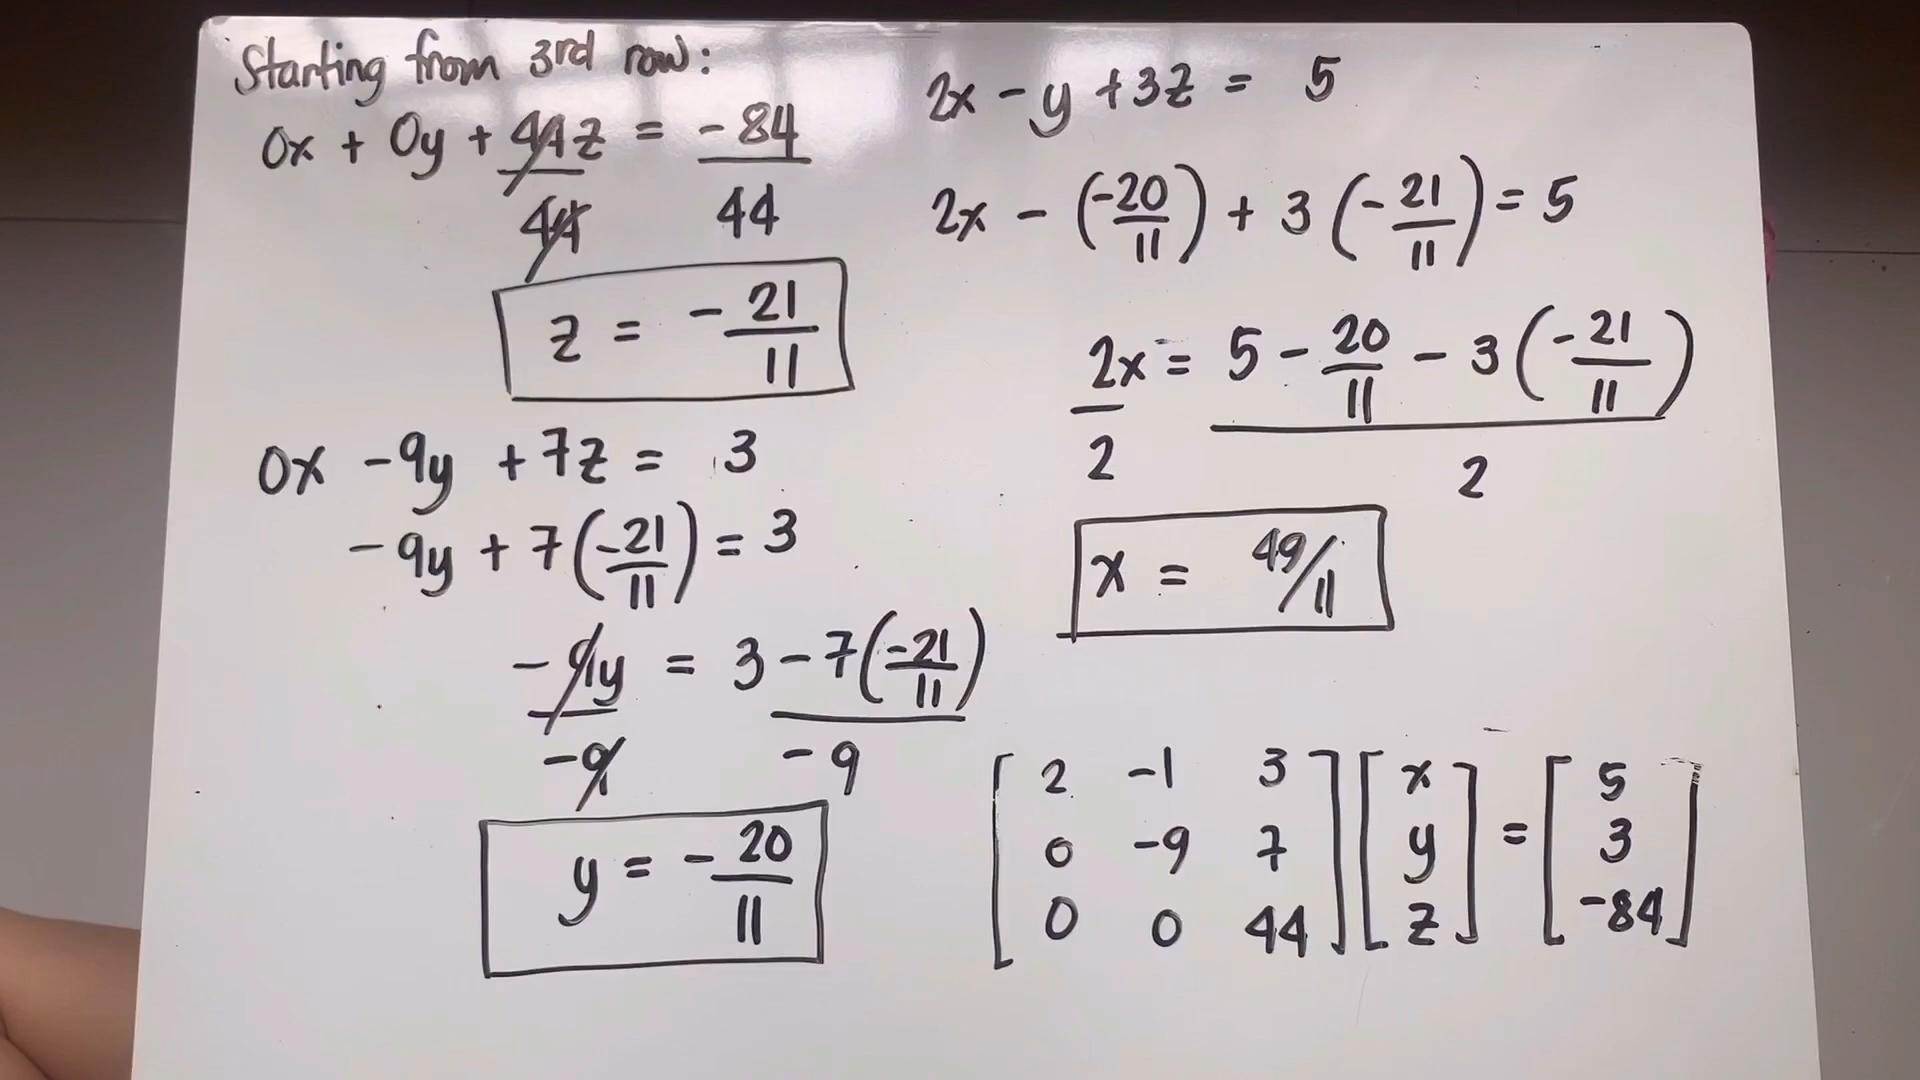 Starting from 3rd row:
0x + 0y + 44z = -84
44 44
z = - 21/11
0x -9y +7z = 3
-9y + 7(-21/11) = 3
-9y = 3 - 7(-21/11)
-9 -9
y = - 20/11
2x - y + 3z = 5
2x - (-20/11) + 3(-21/11) = 5
2x = 5 - 20/11 - 3(-21/11)
2 2
x = 49/11
[2 -1 3] [x] = [5]
[0 -9 7] [y] [3]
[0 0 44] [z] [-84]